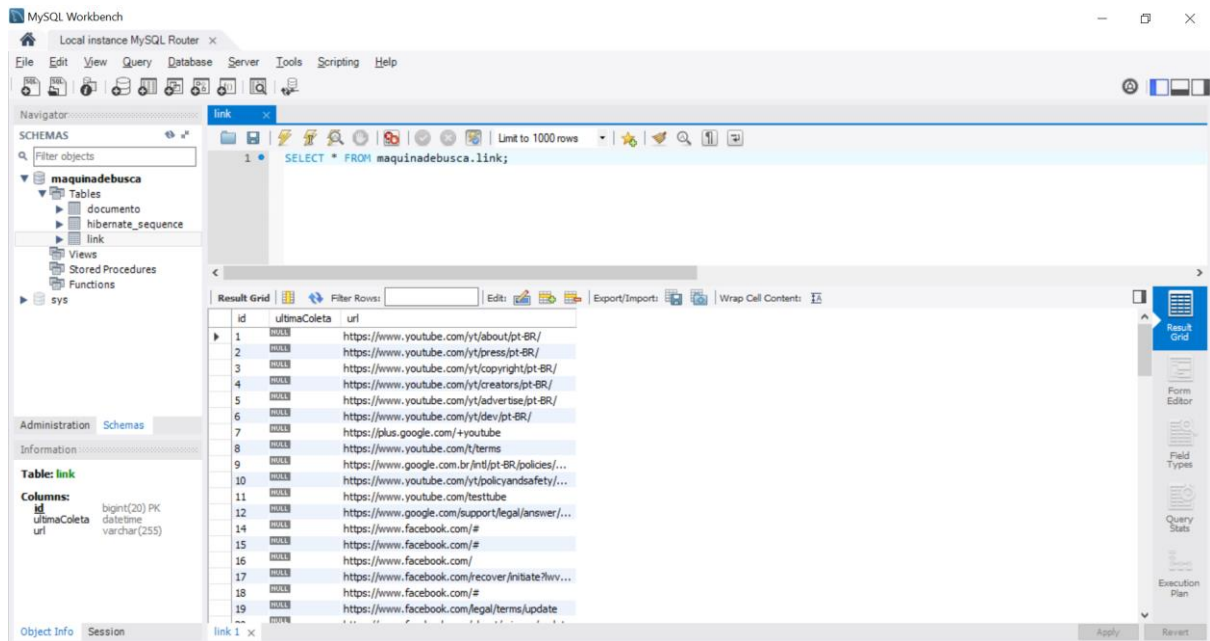 MySQL Workbench
Local instance MySQL Router
File Edit View Query Database Server Tools Scripting Help
Navigator
SCHEMAS
Filter objects
maquinadebusca
Tables
documento
hibernate_sequence
link
Views
Stored Procedures
Functions
sys
Administration Schemas
Information
Table: link
Columns:
id bigint(20) PK
ultimaColeta datetime
url varchar(255)
Object Info Session
link
Limit to 1000 rows
1 SELECT * FROM maquinadebusca.link;
Result Grid Filter Rows: Edit: Export/Import: Wrap Cell Content:
id ultimaColeta url
1 NULL https://www.youtube.com/yt/about/pt-BR/
2 NULL https://www.youtube.com/yt/press/pt-BR/
3 NULL https://www.youtube.com/yt/copyright/pt-BR/
4 NULL https://www.youtube.com/yt/creators/pt-BR/
5 NULL https://www.youtube.com/yt/advertise/pt-BR/
6 NULL https://www.youtube.com/yt/dev/pt-BR/
7 NULL https://plus.google.com/+youtube
8 NULL https://www.youtube.com/t/terms
9 NULL https://www.google.com.br/intl/pt-BR/policies/...
10 NULL https://www.youtube.com/yt/policyandsafety/...
11 NULL https://www.youtube.com/testtube
12 NULL https://www.google.com/support/legal/answer/...
14 NULL https://www.facebook.com/#
15 NULL https://www.facebook.com/#
16 NULL https://www.facebook.com/
17 NULL https://www.facebook.com/recover/initiate?lwv...
18 NULL https://www.facebook.com/#
19 NULL https://www.facebook.com/legal/terms/update
link 1
Result
Grid
Form
Editor
Field
Types
Query
Stats
Execution
Plan
Apply Revert